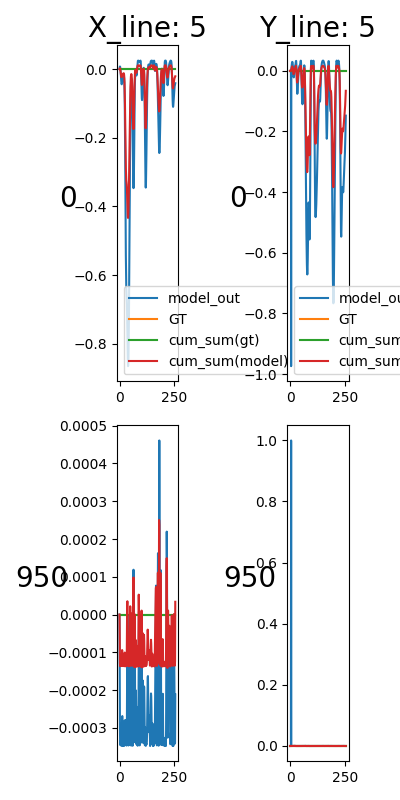 X_line: 5 Y_line: 5
0.0 0.0
−0.2 −0.2
0 −0.4 0 −0.4
−0.6 −0.6
−0.8 −0.8
−1.0
model_out model_ou
GT GT
cum_sum(gt) cum_sum
cum_sum(model) cum_sum
0 250 0 250
0.0005
0.0004 1.0
0.0003 0.8
0.0002
950 0.0001 950 0.6
0.0000 0.4
−0.0001
−0.0002 0.2
−0.0003 0.0
0 250 0 250